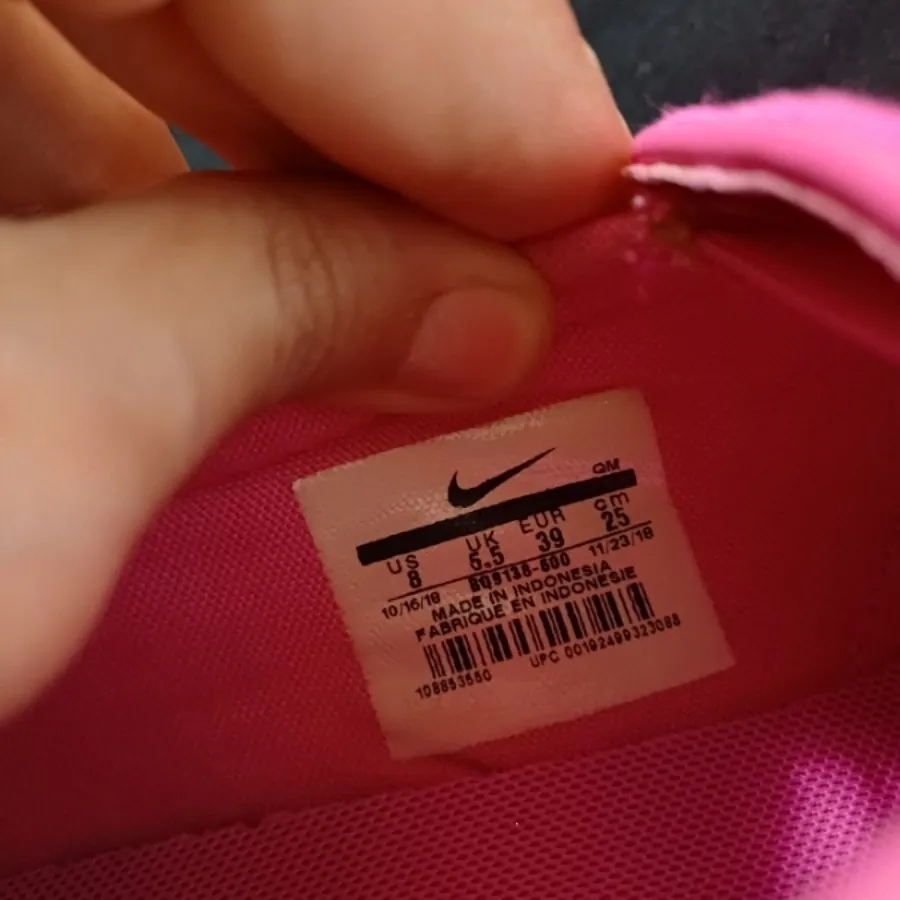 QM
US UK EUR cm
8 5.5 39 25
10/16/18 11/23/18
MADE IN INDONESIA
FABRIQUE EN INDONESIE
108853550 UPC 00192499323088